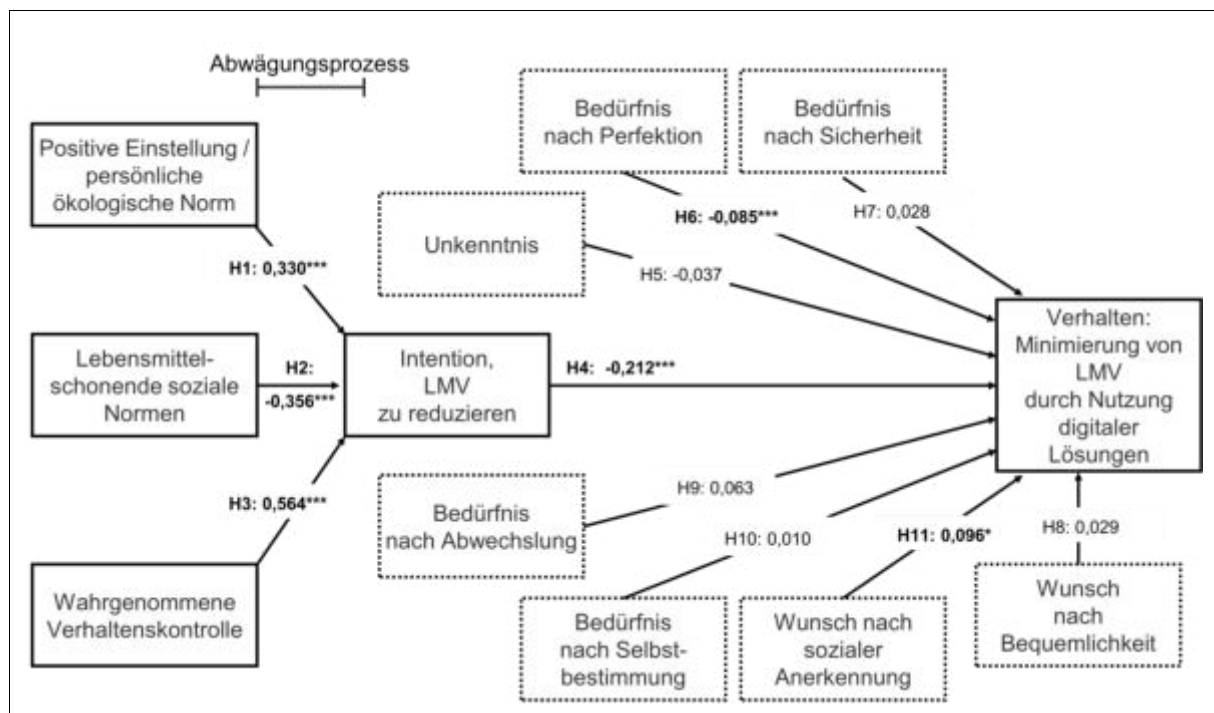 Abwägungsprozess
Positive Einstellung /
persönliche
ökologische Norm
H1: 0,330***
Lebensmittel-
schonende soziale
Normen
H2:
-0,356***
Wahrgenommene
Verhaltenskontrolle
H3: 0,564***
Intention,
LMV
zu reduzieren
H4: -0,212***
Unkenntnis
H5: -0,037
Bedürfnis
nach Perfektion
H6: -0,085***
Bedürfnis
nach Sicherheit
H7: 0,028
Verhalten:
Minimierung von
LMV
durch Nutzung
digitaler
Lösungen
Bedürfnis
nach Abwechslung
H9: 0,063
Bedürfnis
nach Selbst-
bestimmung
H10: 0,010
Wunsch nach
sozialer
Anerkennung
H11: 0,096*
Wunsch
nach
Bequemlichkeit
H8: 0,029